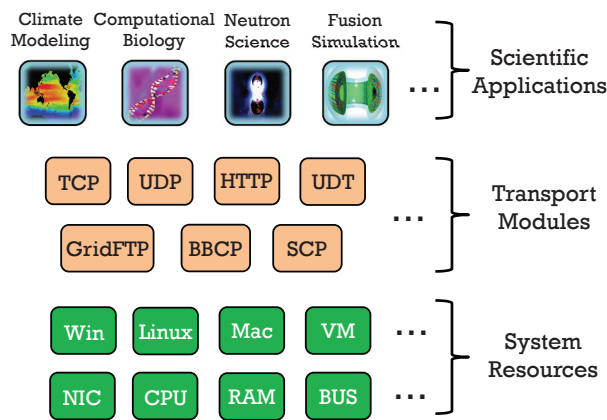 Climate Computational Neutron Fusion
Modeling Biology Science Simulation
Scientific
Applications
...
TCP UDP HTTP UDT
Transport
Modules
...
GridFTP BBCP SCP
Win Linux Mac VM ...
System
Resources
NIC CPU RAM BUS ...